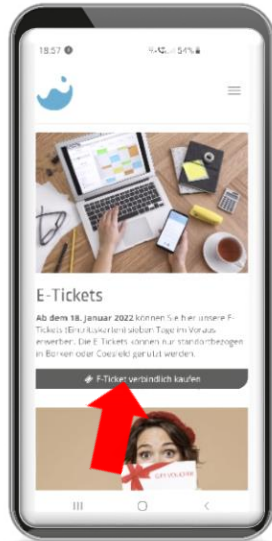 18:57
54%
E-Tickets
Ab dem 18. Januar 2022 können Sie hier unsere E-
Tickets (Eintrittskarten) sieben Tage im Voraus
erwerben. Die E-Tickets können nur standortbezogen
in Borken oder Coesfeld genutzt werden.
E-Ticket verbindlich kaufen
GIFT VOUCHER